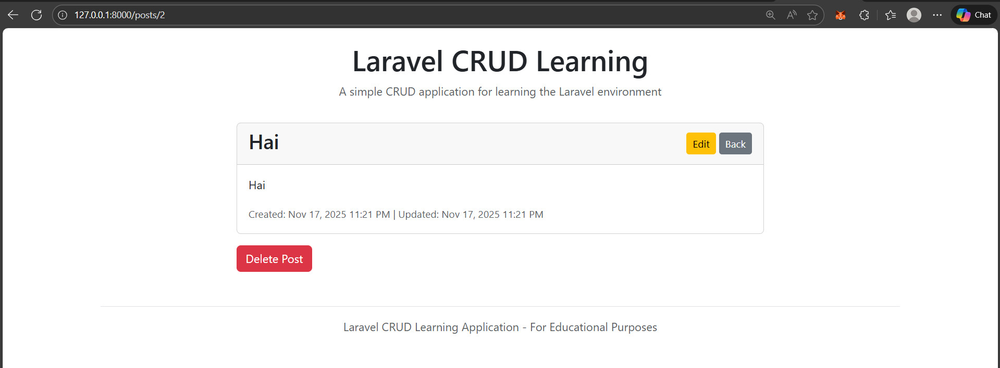 127.0.0.1:8000/posts/2
Chat
Laravel CRUD Learning
A simple CRUD application for learning the Laravel environment
Hai
Edit
Back
Hai
Created: Nov 17, 2025 11:21 PM | Updated: Nov 17, 2025 11:21 PM
Delete Post
Laravel CRUD Learning Application - For Educational Purposes